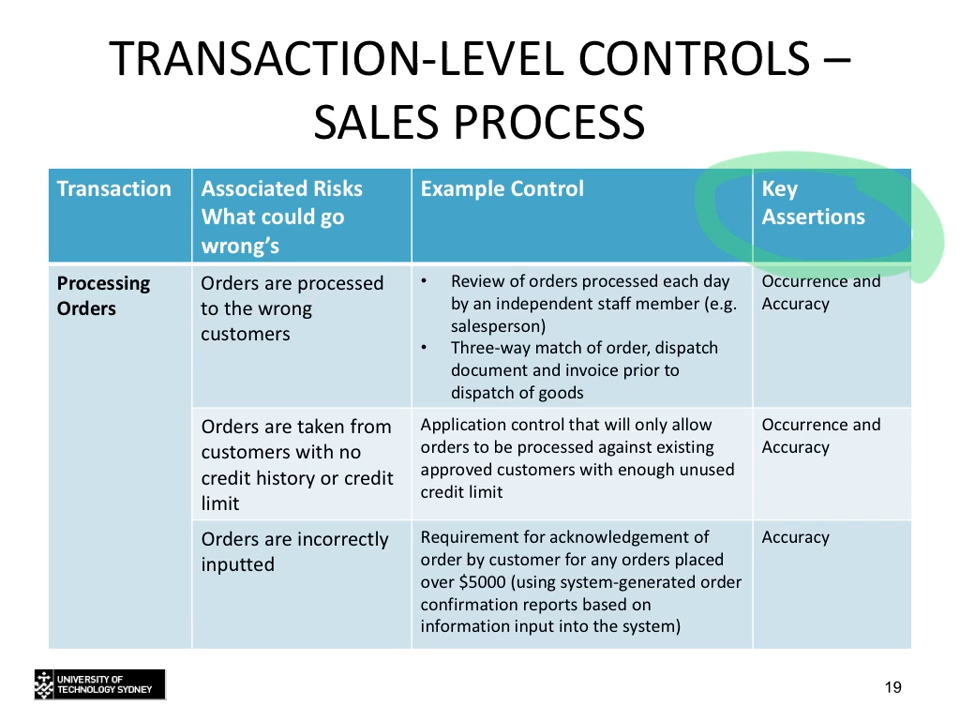 TRANSACTION-LEVEL CONTROLS –
SALES PROCESS
Transaction
Associated Risks
What could go
wrong's
Example Control
Key
Assertions
Processing
Orders
Orders are processed
to the wrong
customers
• Review of orders processed each day
by an independent staff member (e.g.
salesperson)
• Three-way match of order, dispatch
document and invoice prior to
dispatch of goods
Occurrence and
Accuracy
Orders are taken from
customers with no
credit history or credit
limit
Application control that will only allow
orders to be processed against existing
approved customers with enough unused
credit limit
Occurrence and
Accuracy
Orders are incorrectly
inputted
Requirement for acknowledgement of
order by customer for any orders placed
over $5000 (using system-generated order
confirmation reports based on
information input into the system)
Accuracy
UNIVERSITY OF
TECHNOLOGY SYDNEY
19